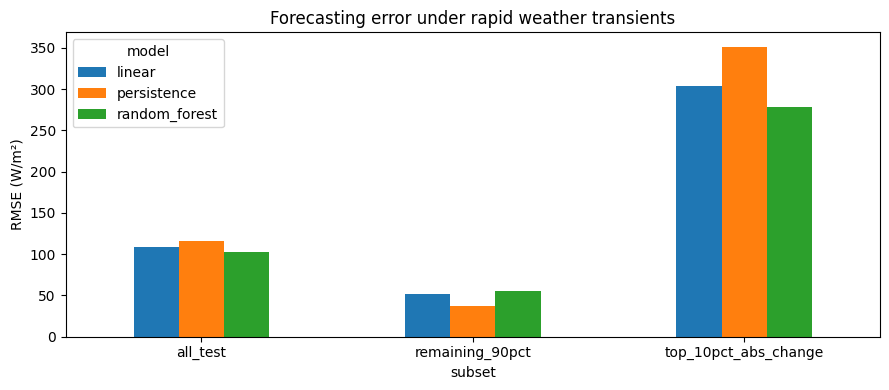 Forecasting error under rapid weather transients
model
linear
persistence
random_forest
RMSE (W/m²)
350
300
250
200
150
100
50
0
all_test
remaining_90pct
top_10pct_abs_change
subset